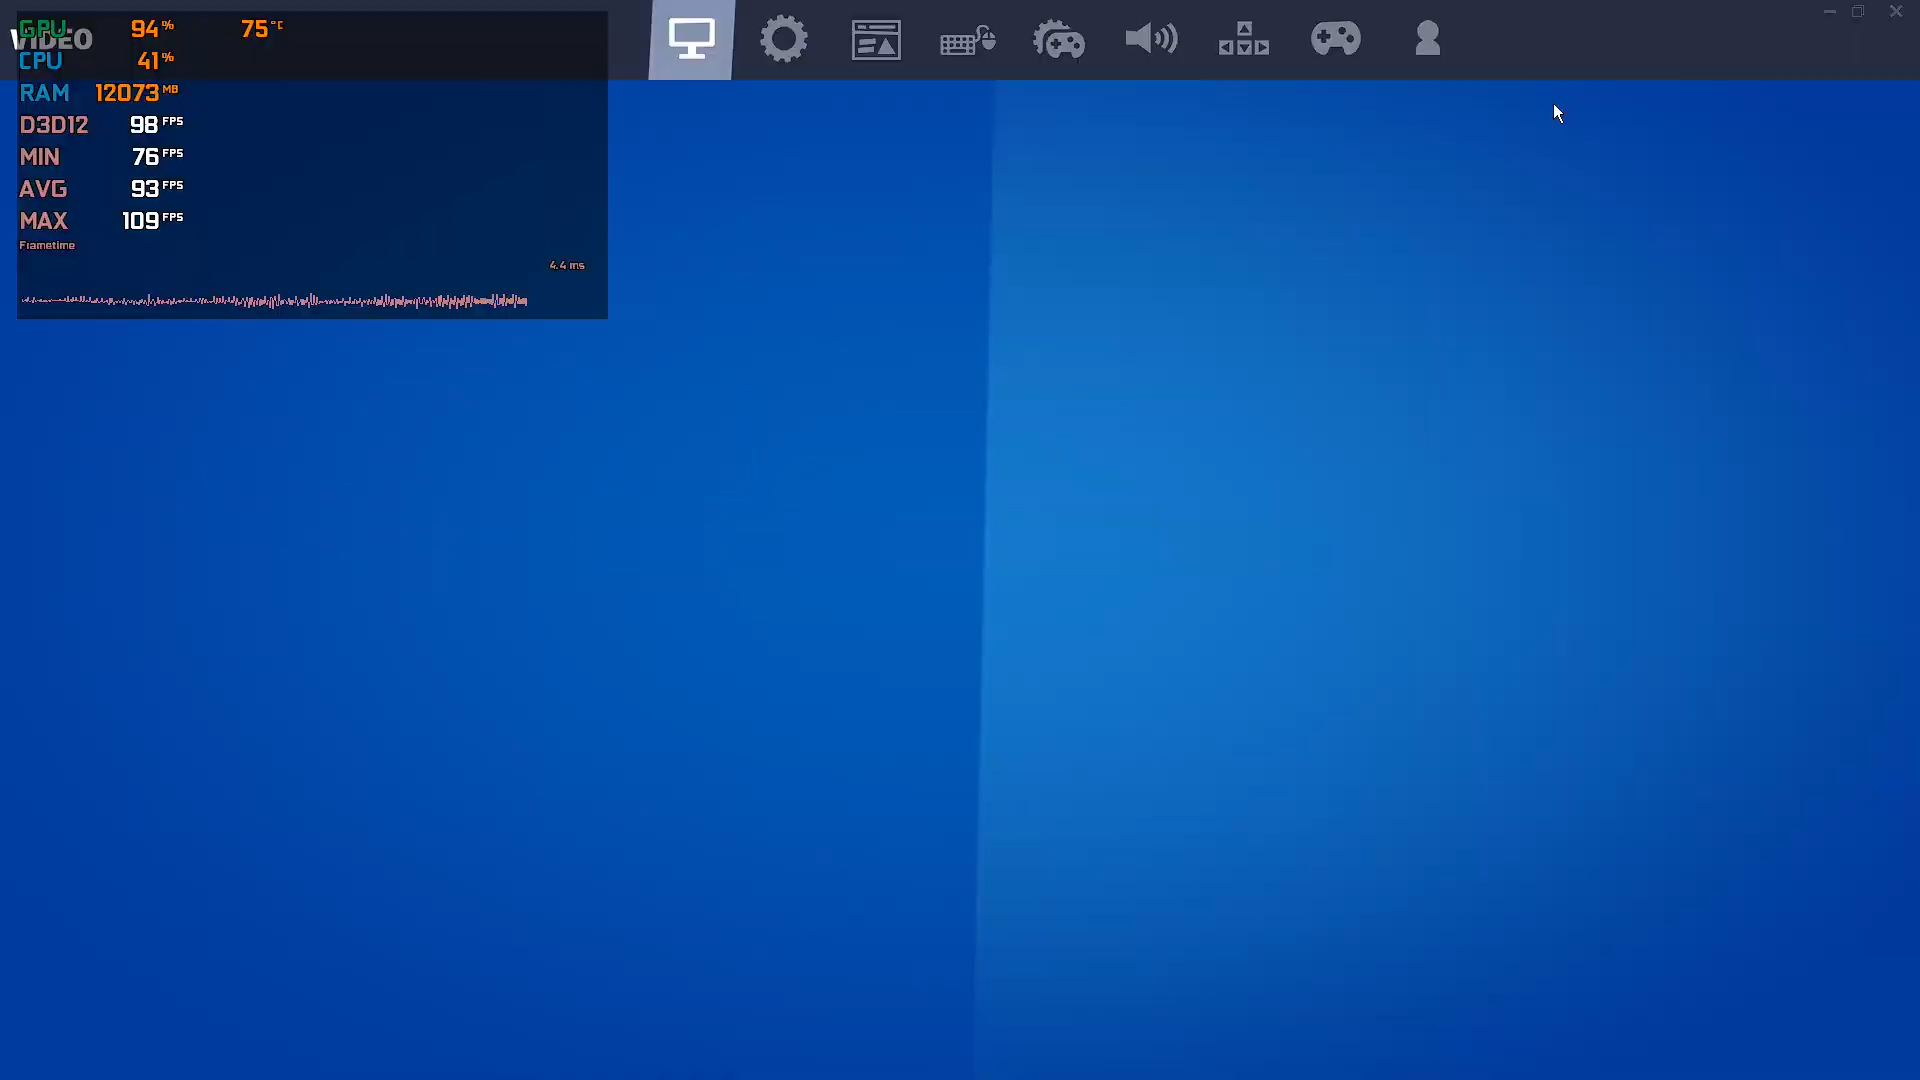 VIDEO
GPU 94 % 75 °C
CPU 41 %
RAM 12073 MB
D3D12 98 FPS
MIN 76 FPS
AVG 93 FPS
MAX 109 FPS
Frametime
4.4 ms